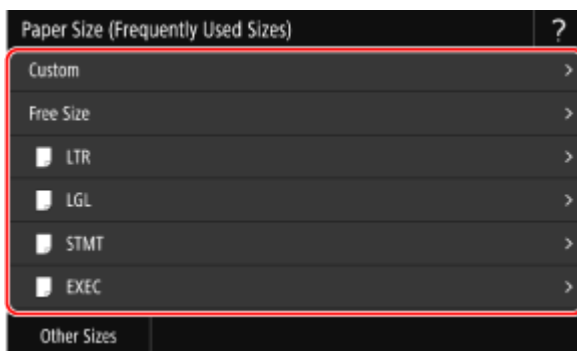 Paper Size (Frequently Used Sizes) ?
Custom >
Free Size >
LTR >
LGL >
STMT >
EXEC >
Other Sizes